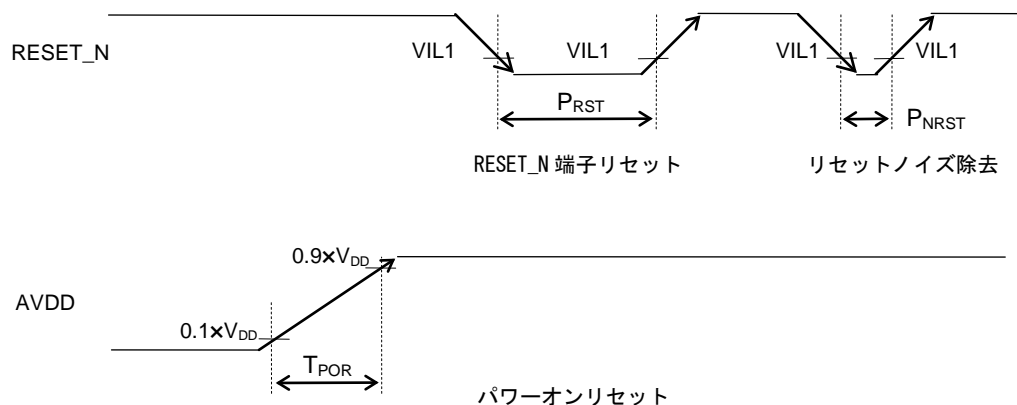 RESET_N
VIL1
VIL1
VIL1
VIL1
PRST
PNRST
RESET_N 端子リセット
リセットノイズ除去
0.9×VDD
AVDD
0.1×VDD
TPOR
パワーオンリセット